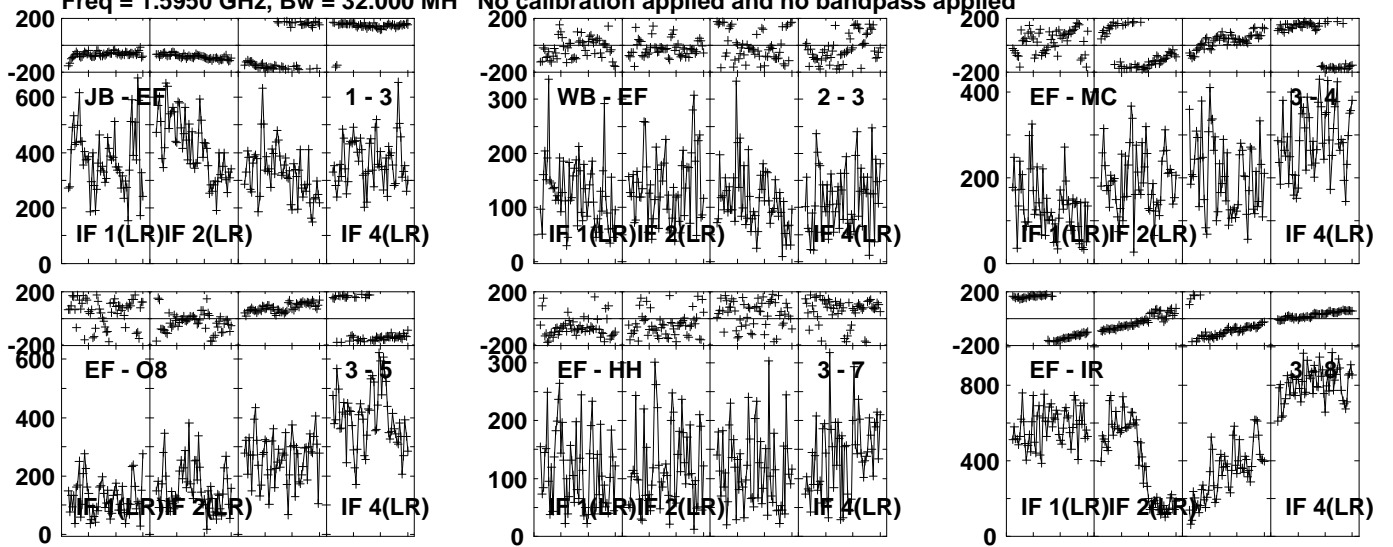 Freq = 1.5950 GHz, Bw = 32.000 MH No calibration applied and no bandpass applied
200 200 200
-200 -200 -200
600 JB - EF 1 - 3 300 WB - EF 2 - 3 400 EF - MC 3 - 4
400 200 200
200 100
IF 1(LR) IF 2(LR) IF 4(LR) IF 1(LR) IF 2(LR) IF 4(LR) IF 1(LR) IF 2(LR) IF 4(LR)
0 0 0
200 200 200
-200 -200 -200
600 EF - O8 3 - 5 300 EF - HH 3 - 7 800 EF - IR 3 - 8
400 200 400
200 100
IF 1(LR) IF 2(LR) IF 4(LR) IF 1(LR) IF 2(LR) IF 4(LR) IF 1(LR) IF 2(LR) IF 4(LR)
0 0 0